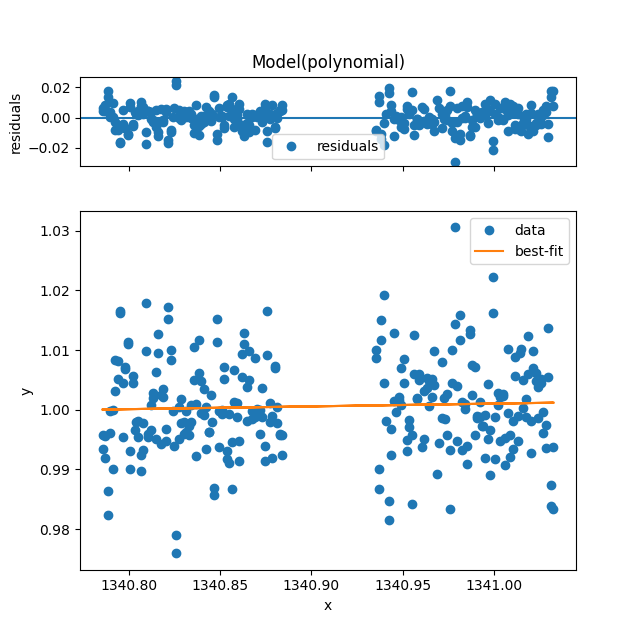 Model(polynomial)
residuals
0.02
0.00
−0.02
residuals
y
1.03
1.02
1.01
1.00
0.99
0.98
data
best-fit
1340.80
1340.85
1340.90
1340.95
1341.00
x